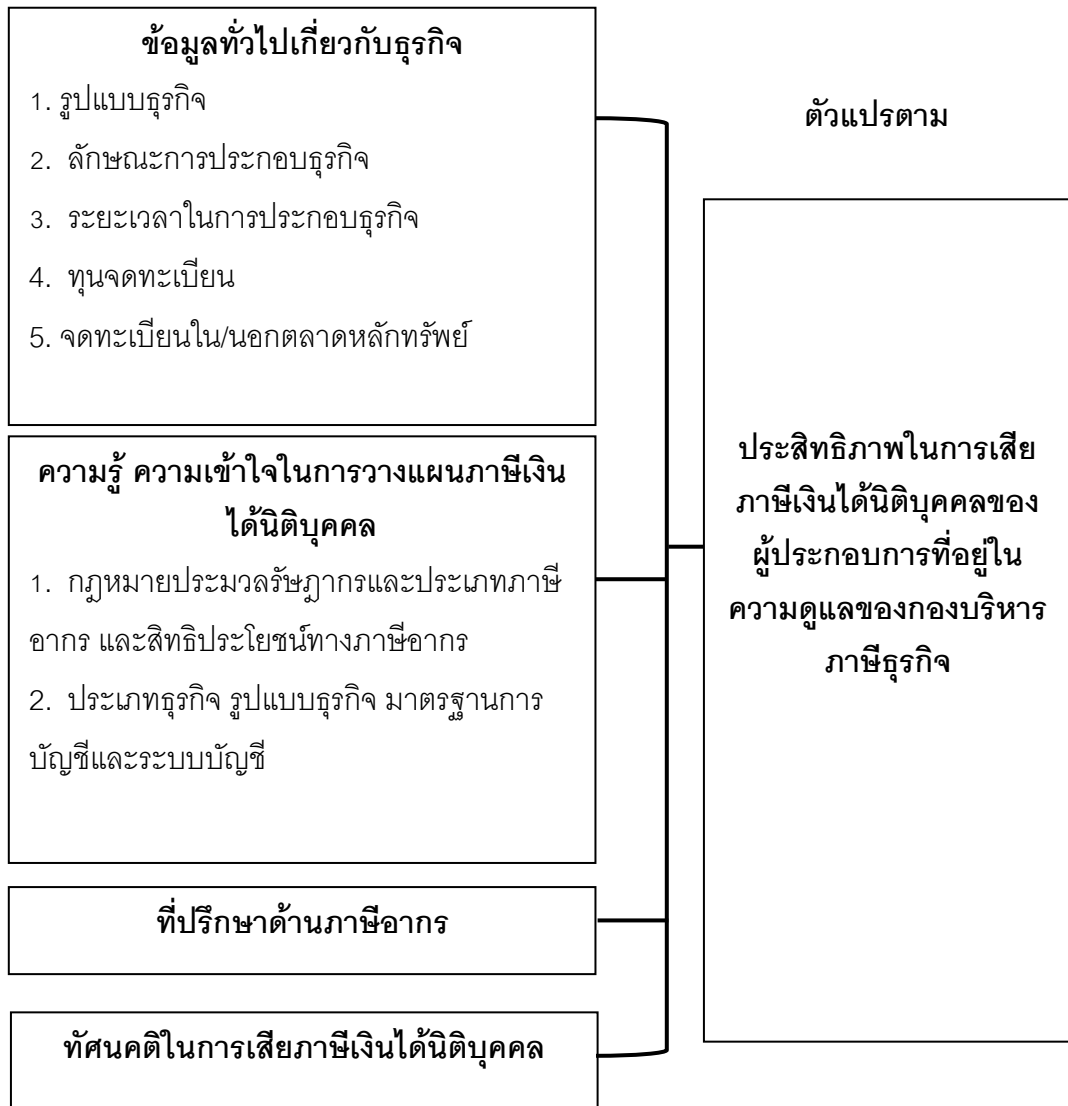 ข้อมูลทั่วไปเกี่ยวกับธุรกิจ
1. รูปแบบธุรกิจ
2. ลักษณะการประกอบธุรกิจ
3. ระยะเวลาในการประกอบธุรกิจ
4. ทุนจดทะเบียน
5. จดทะเบียนใน/นอกตลาดหลักทรัพย์
ความรู้ ความเข้าใจในการวางแผนภาษีเงิน
ได้นิติบุคคล
1. กฎหมายประมวลรัษฎากรและประเภทภาษี
อากร และสิทธิประโยชน์ทางภาษีอากร
2. ประเภทธุรกิจ รูปแบบธุรกิจ มาตรฐานการ
บัญชีและระบบบัญชี
ที่ปรึกษาด้านภาษีอากร
ทัศนคติในการเสียภาษีเงินได้นิติบุคคล
ตัวแปรตาม
ประสิทธิภาพในการเสีย
ภาษีเงินได้นิติบุคคลของ
ผู้ประกอบการที่อยู่ใน
ความดูแลของกองบริหาร
ภาษีธุรกิจ